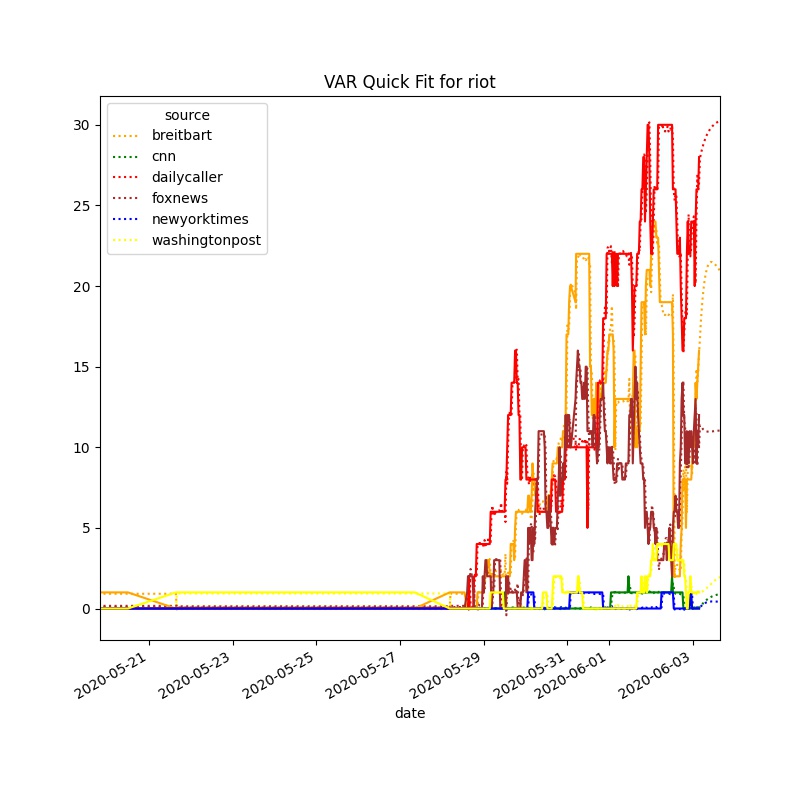 VAR Quick Fit for riot
source
breitbart
cnn
dailycaller
foxnews
newyorktimes
washingtonpost
30
25
20
15
10
5
0
2020-05-21
2020-05-23
2020-05-25
2020-05-27
2020-05-29
2020-05-31
2020-06-01
2020-06-03
date